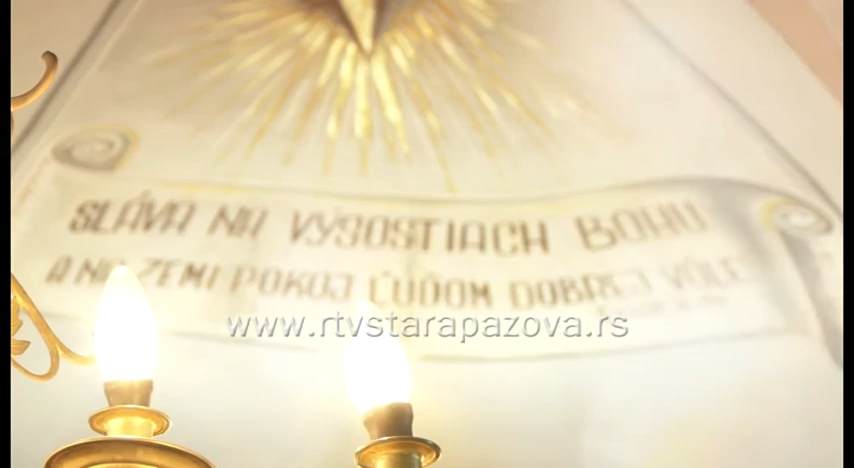 SLÁVA NA VÝSOSTIACH BOHU
A NA ZEMI POKOJ ĽUĎOM DOBREJ VÔLE
www.rtvstarapazova.rs